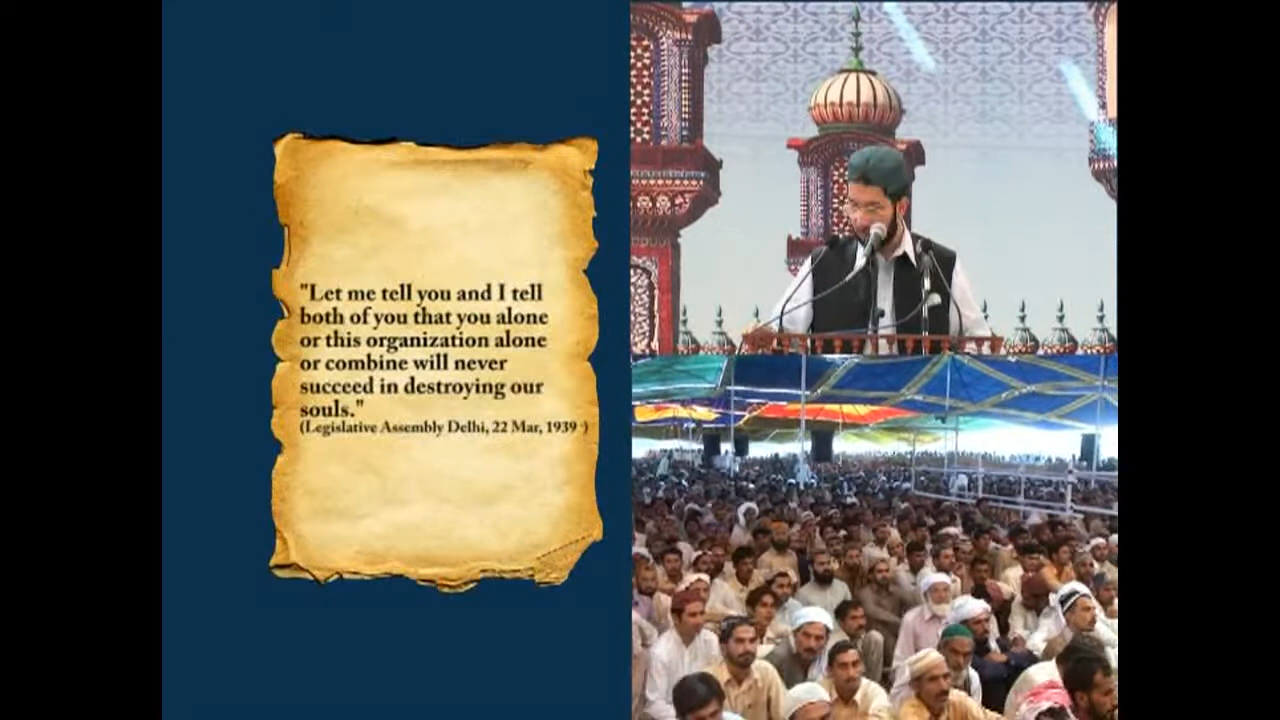 "Let me tell you and I tell
both of you that you alone
or this organization alone
or combine will never
succeed in destroying our
souls."
(Legislative Assembly Delhi, 22 Mar, 1939 )